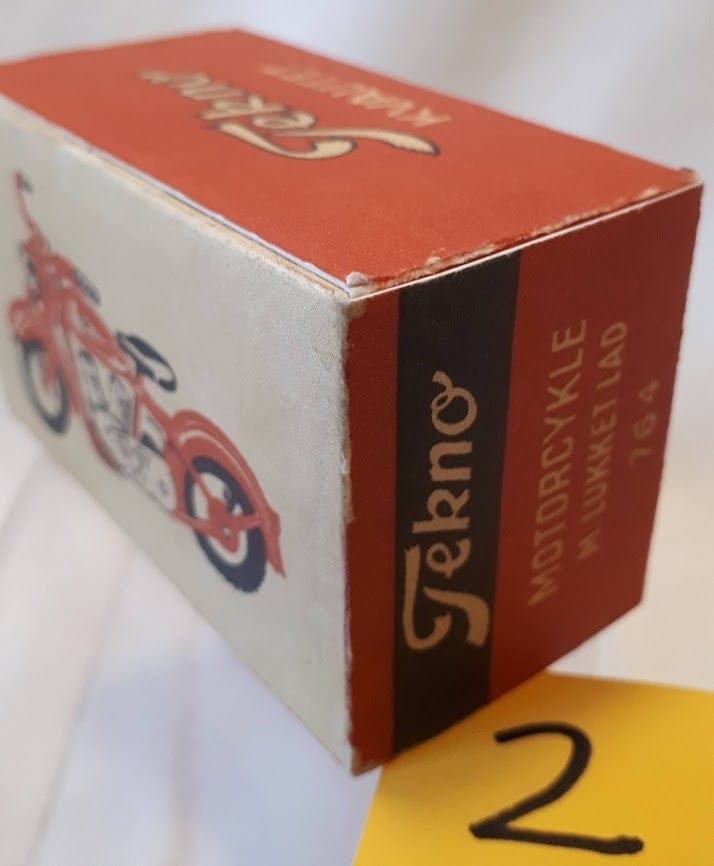 Tekno
KVALITET
Tekno
MOTORCYKLE
M. LUKKET LAD
764
2